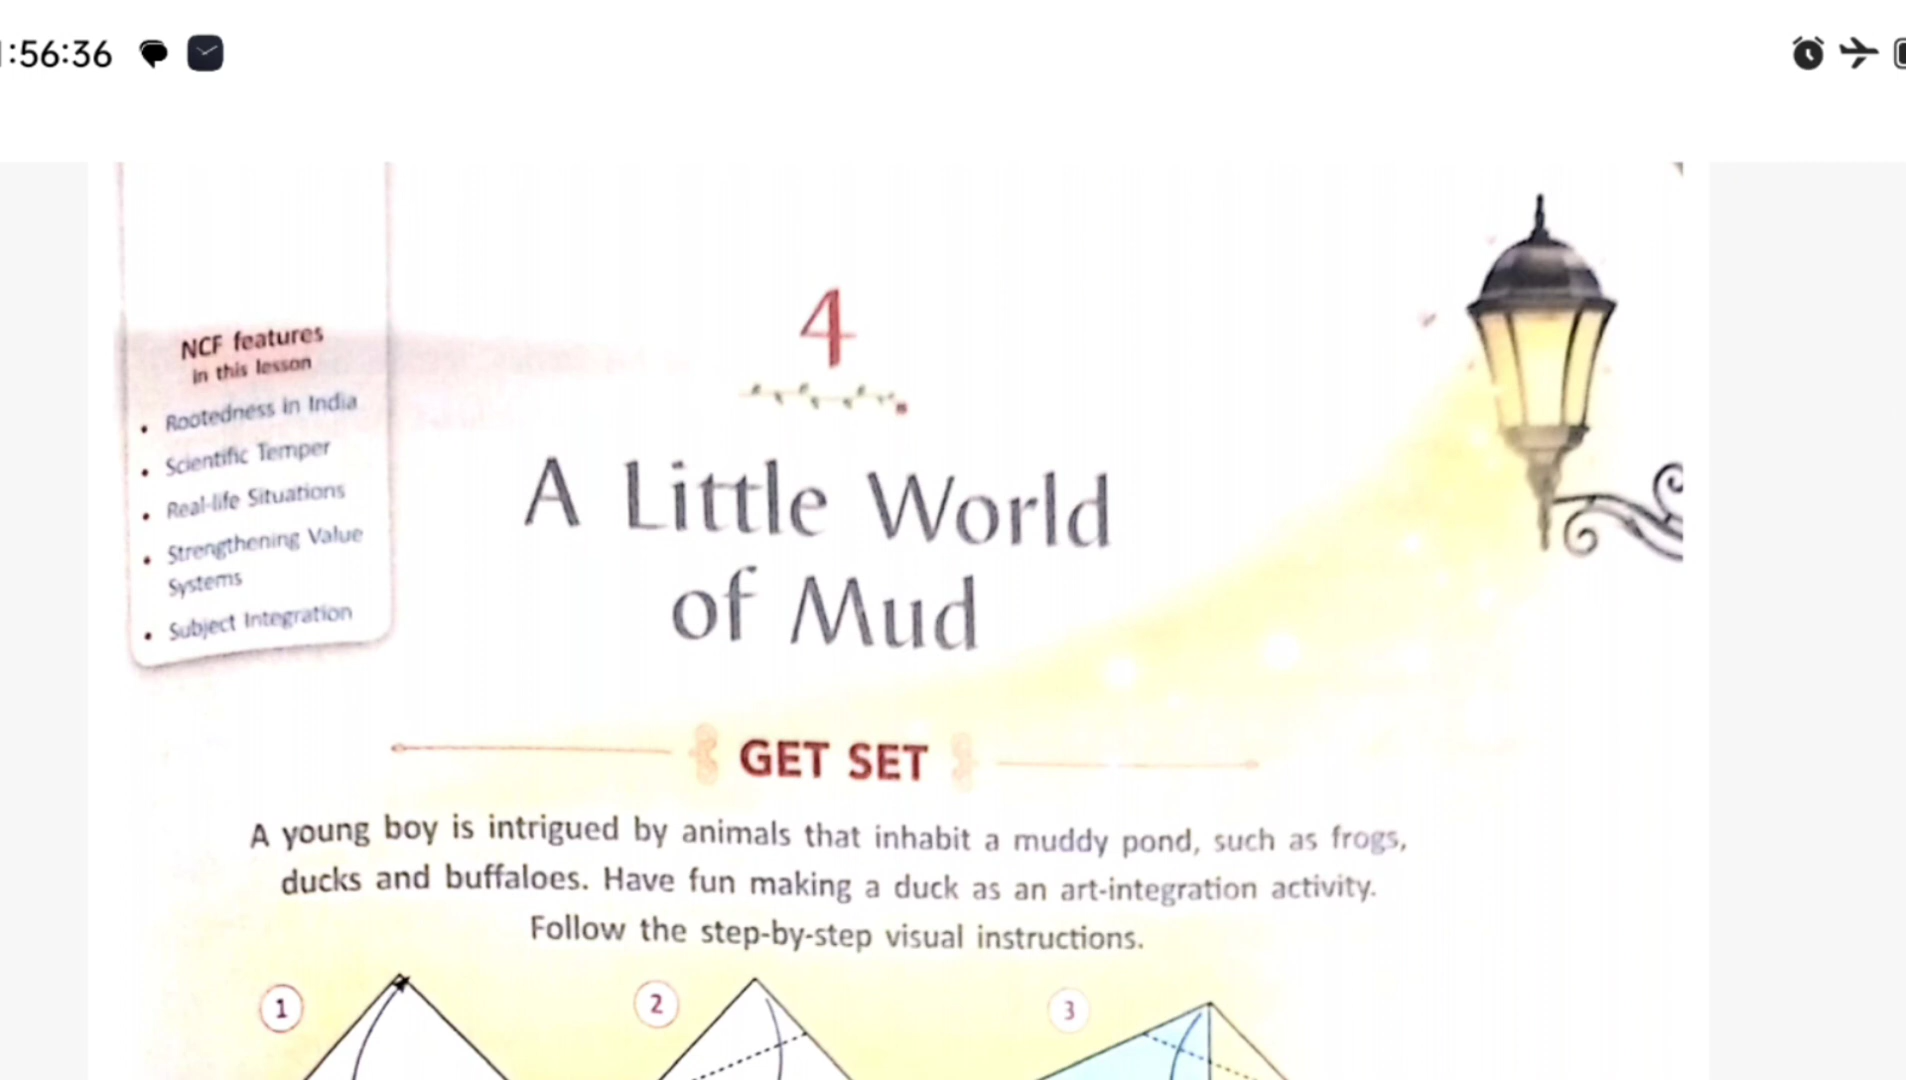 :56:36
NCF features
in this lesson
• Rootedness in India
• Scientific Temper
• Real-life Situations
• Strengthening Value
Systems
• Subject Integration
4
A Little World
of Mud
GET SET
A young boy is intrigued by animals that inhabit a muddy pond, such as frogs,
ducks and buffaloes. Have fun making a duck as an art-integration activity.
Follow the step-by-step visual instructions.
1
2
3